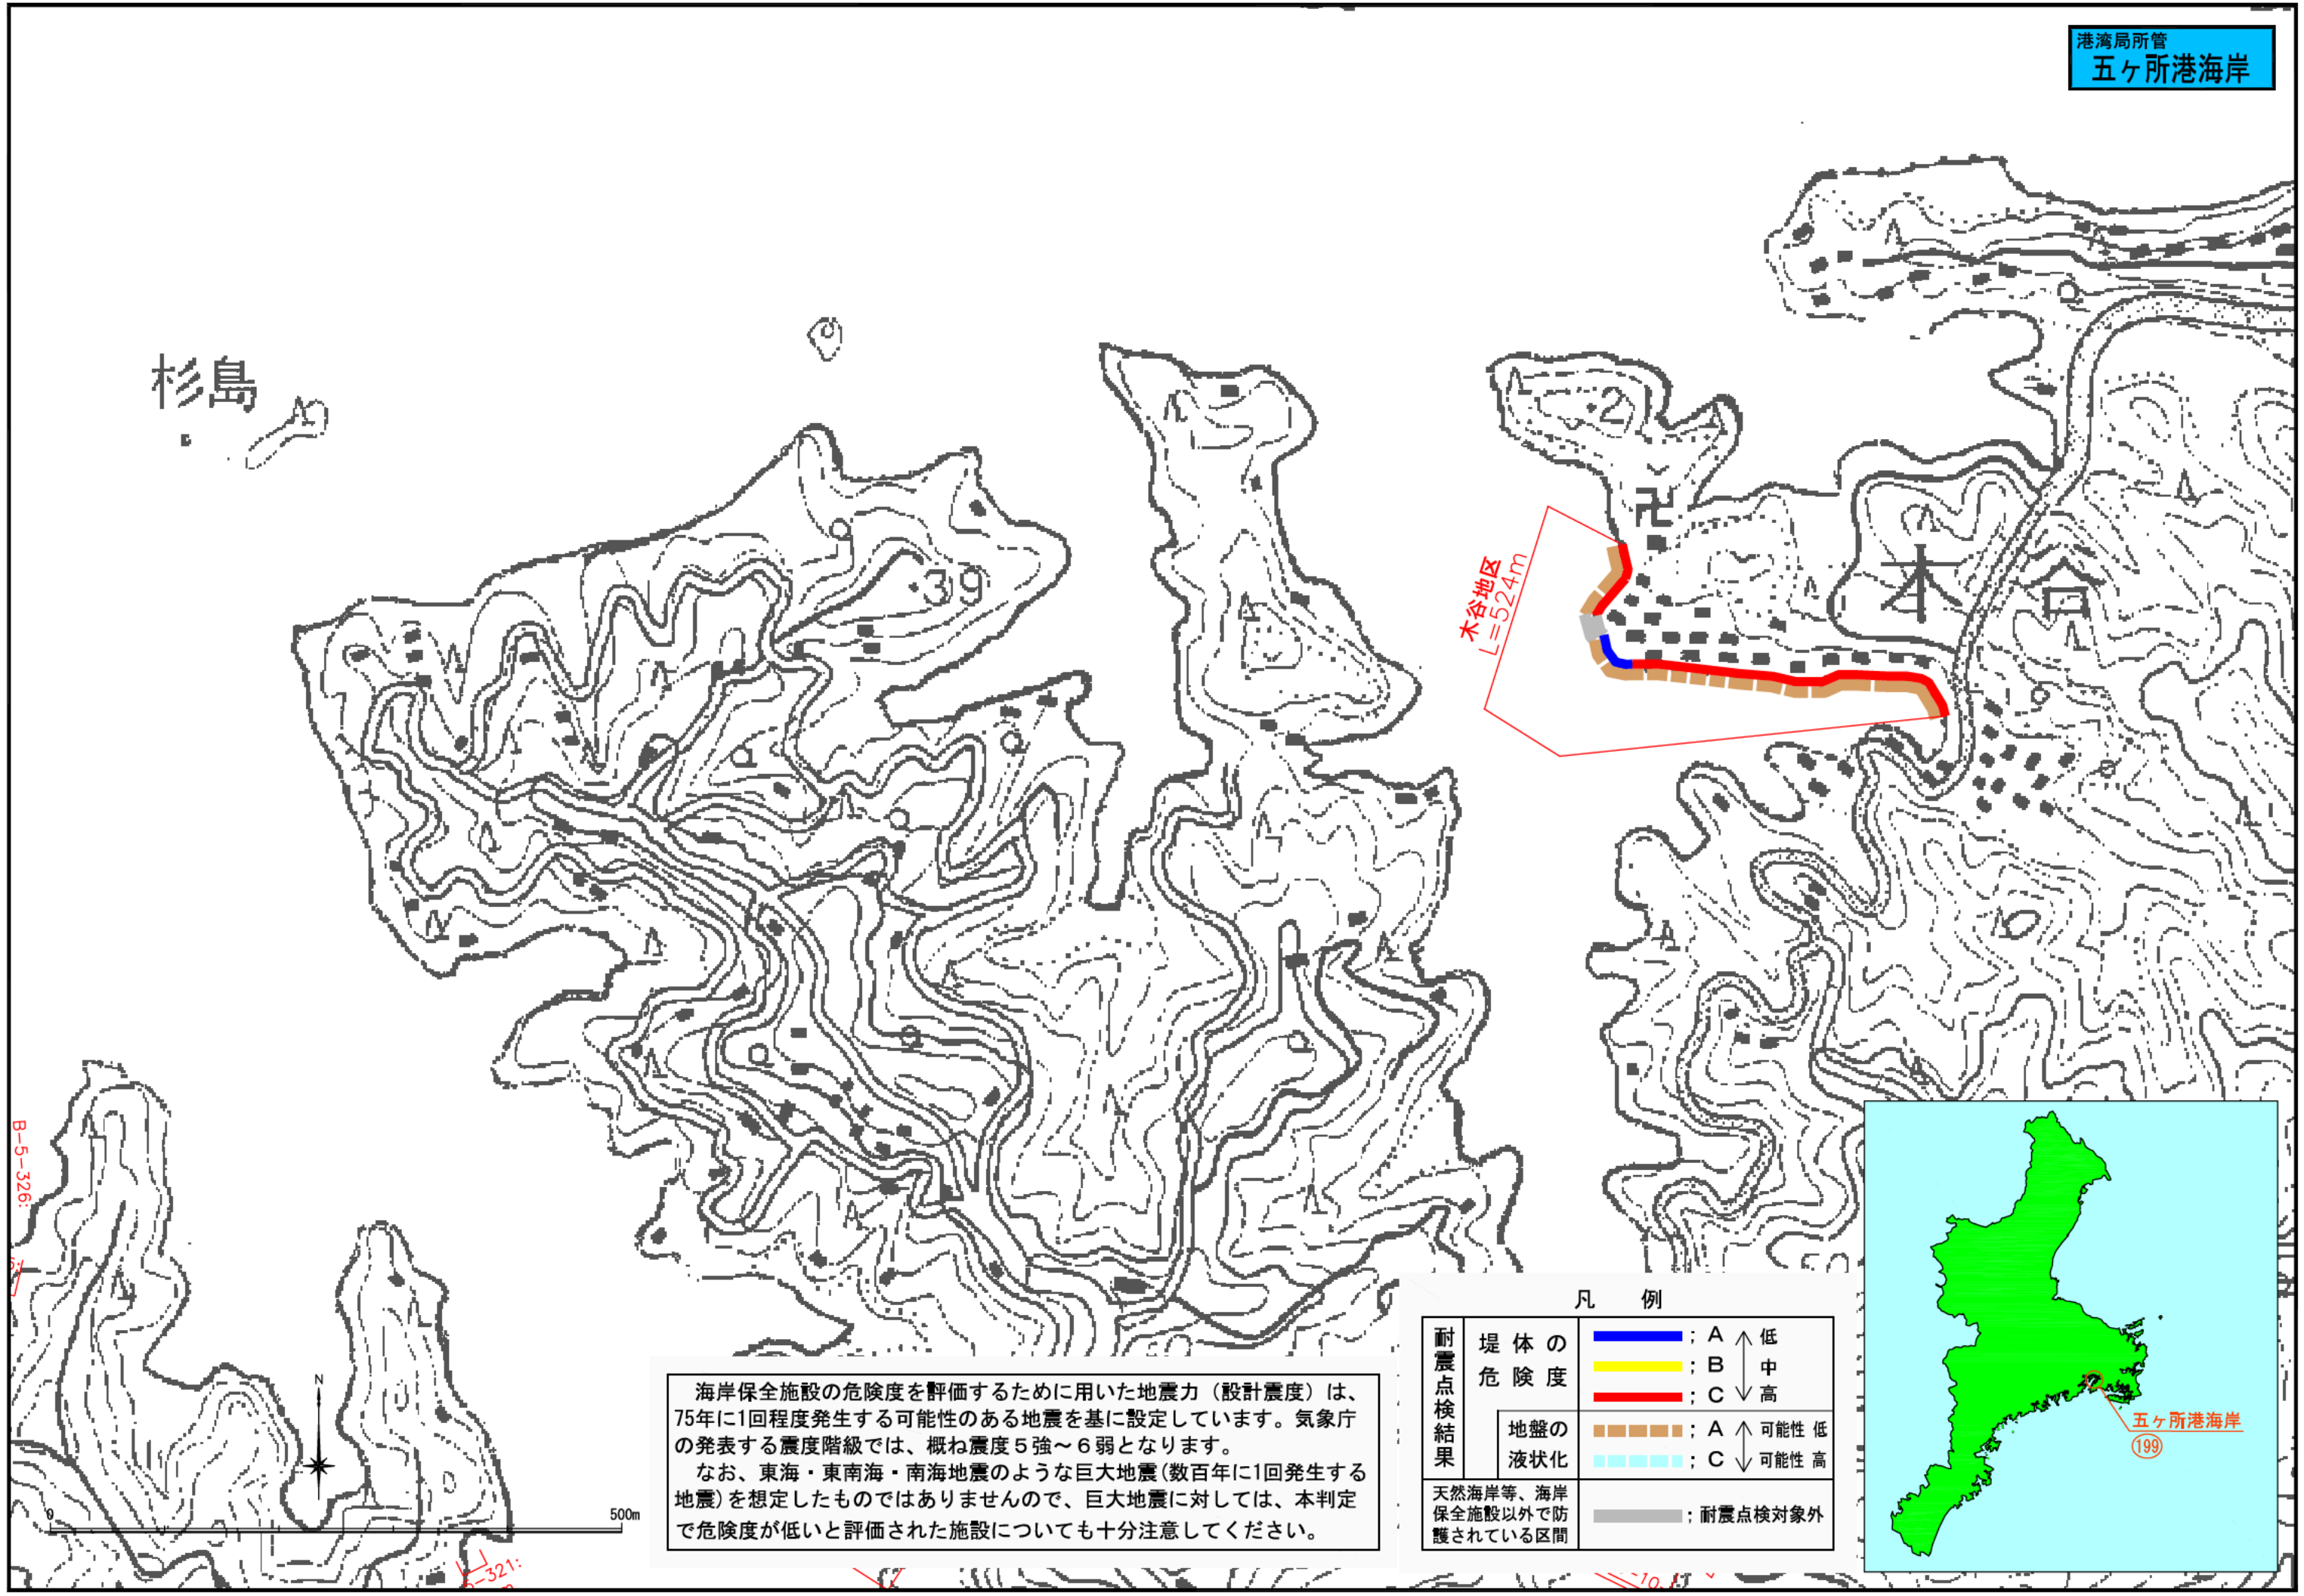 港湾局所管
五ヶ所港海岸
杉島
2
39
木谷地区
L=524m
木
谷
B-5-326:
N
0
500m
-321:
海岸保全施設の危険度を評価するために用いた地震力（設計震度）は、
75年に1回程度発生する可能性のある地震を基に設定しています。気象庁
の発表する震度階級では、概ね震度５強～６弱となります。
なお、東海・東南海・南海地震のような巨大地震(数百年に1回発生する
地震)を想定したものではありませんので、巨大地震に対しては、本判定
で危険度が低いと評価された施設についても十分注意してください。
凡 例
耐震点検結果
堤体の
危険度
; A 低
; B 中
; C 高
地盤の
液状化
; A 可能性 低
; C 可能性 高
天然海岸等、海岸
保全施設以外で防
護されている区間
; 耐震点検対象外
五ヶ所港海岸
199